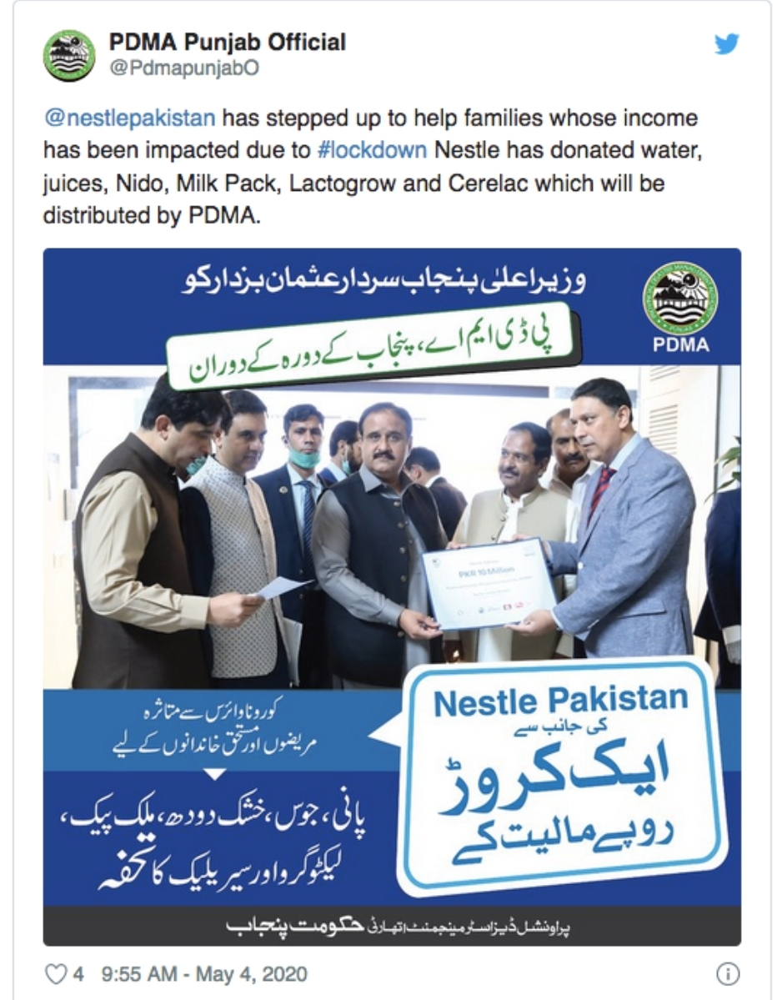 PDMA Punjab Official
@PdmapunjabO
@nestlepakistan has stepped up to help families whose income
has been impacted due to #lockdown Nestle has donated water,
juices, Nido, Milk Pack, Lactogrow and Cerelac which will be
distributed by PDMA.
وزیراعلیٰ پنجاب سردار عثمان بزدار کو
پی ڈی ایم اے، پنجاب کے دورہ کے دوران
PDMA
PKR 10 Million
Nestle Pakistan
کی جانب سے
ایک کروڑ
روپے مالیت کے
کورونا وائرس سے متاثرہ
مریضوں اور مستحق خاندانوں کے لیے
پانی، جوس، خشک دودھ، ملک پیک،
لیکٹوگرو اور سیریلیک کا تحفہ
پراونشل ڈیزاسٹر مینجمنٹ اتھارٹی حکومت پنجاب
4 9:55 AM - May 4, 2020